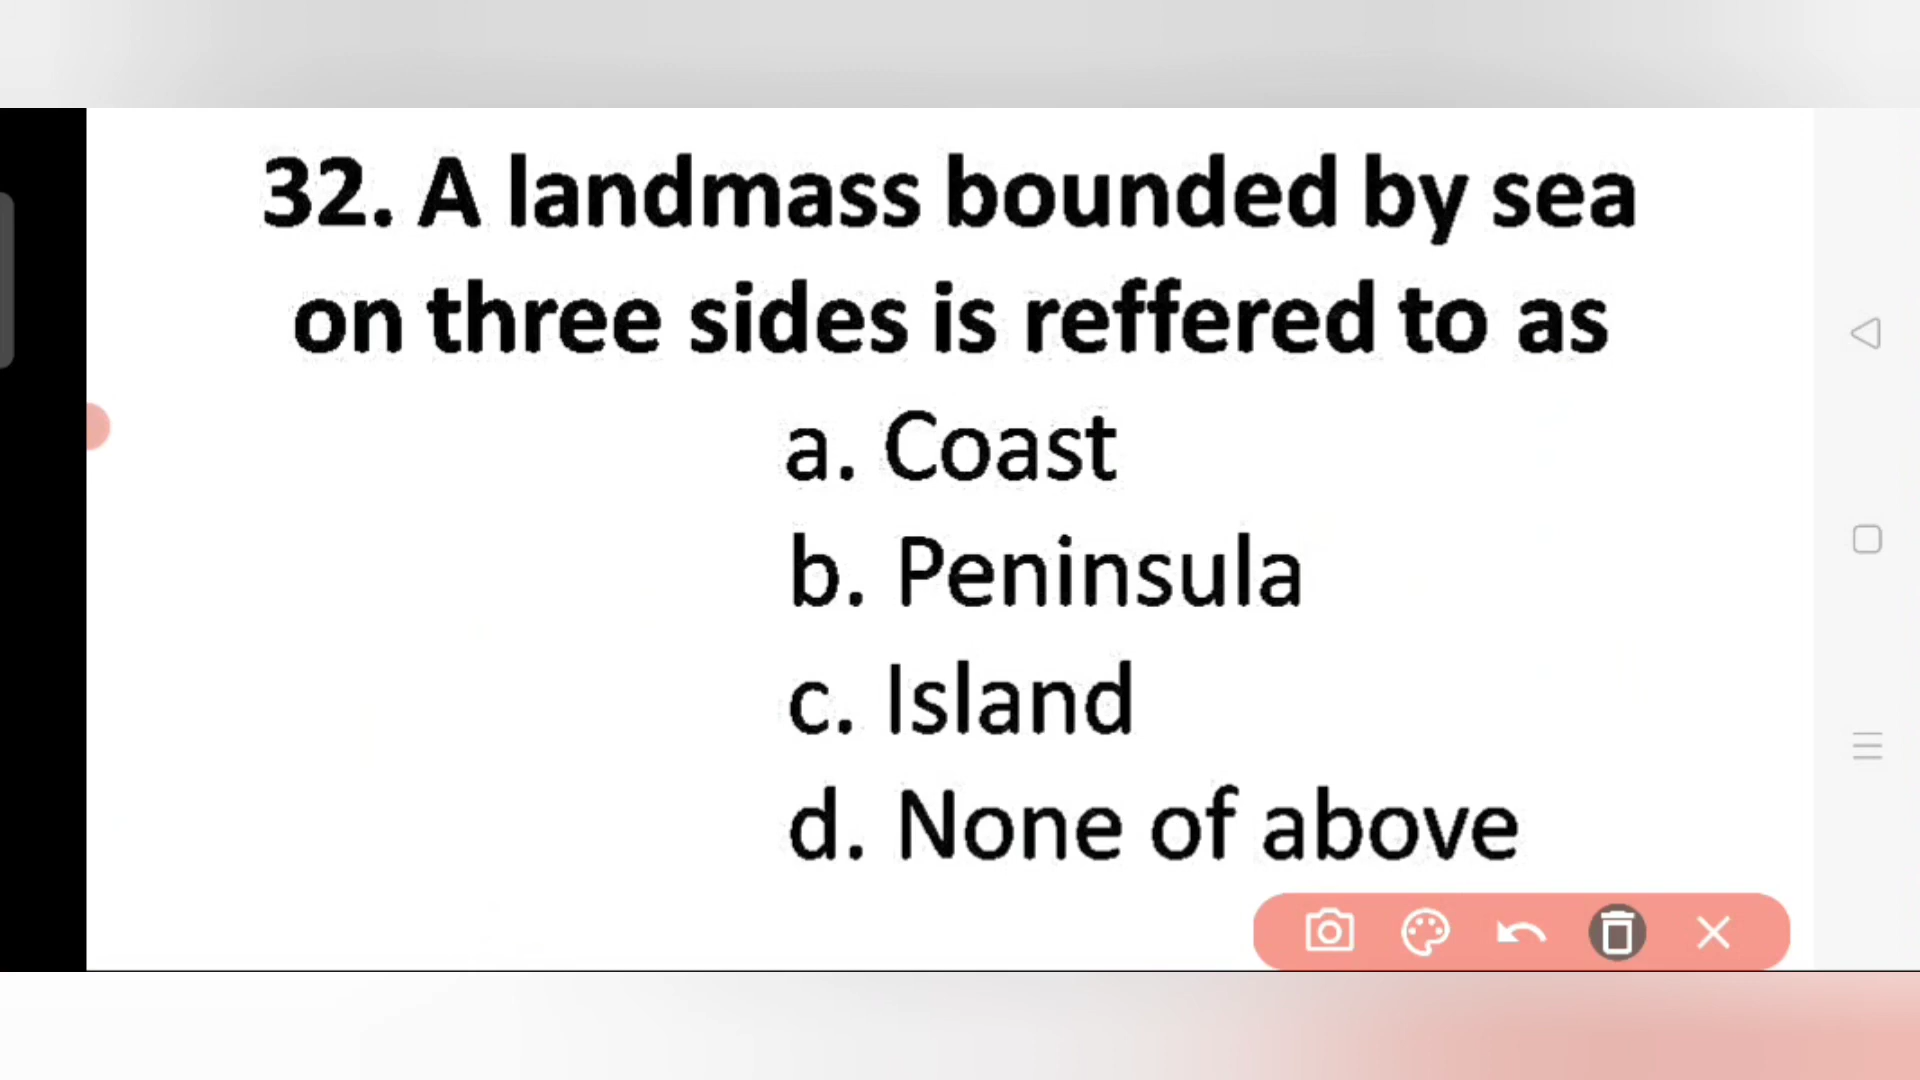 32. A landmass bounded by sea
on three sides is reffered to as
a. Coast
b. Peninsula
c. Island
d. None of above